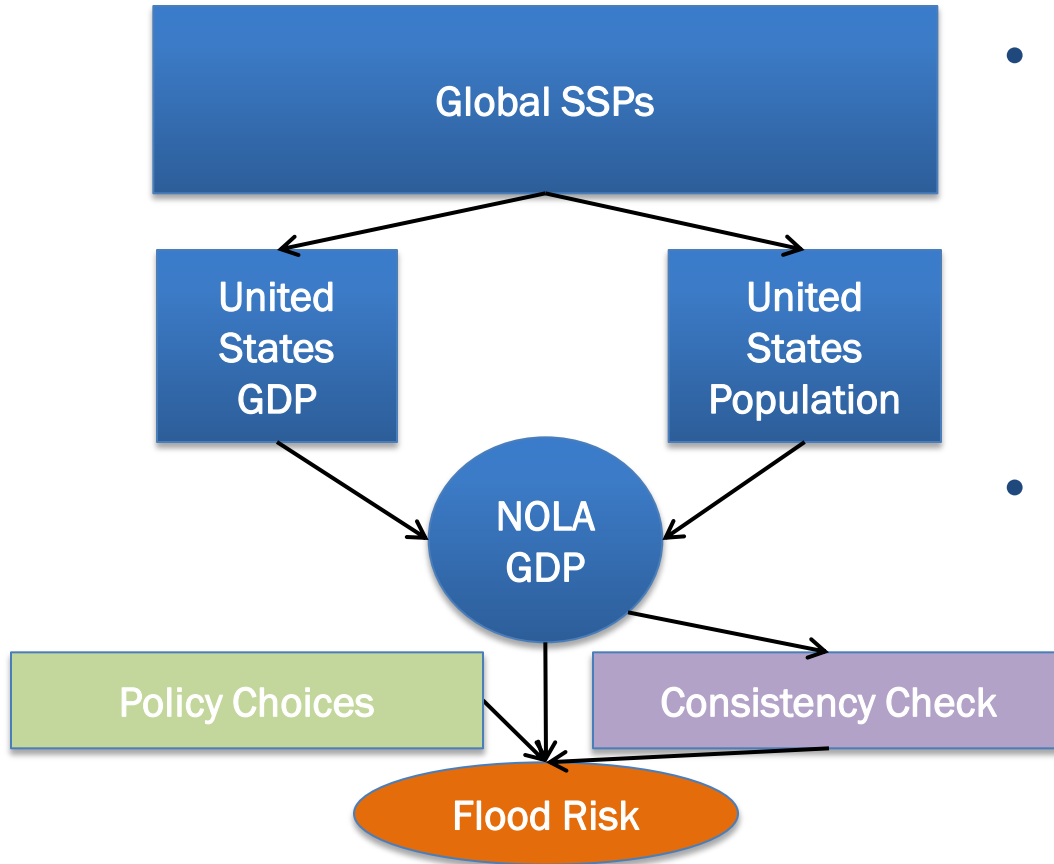 Global SSPs
United
States
GDP
United
States
Population
NOLA
GDP
Policy Choices
Consistency Check
Flood Risk